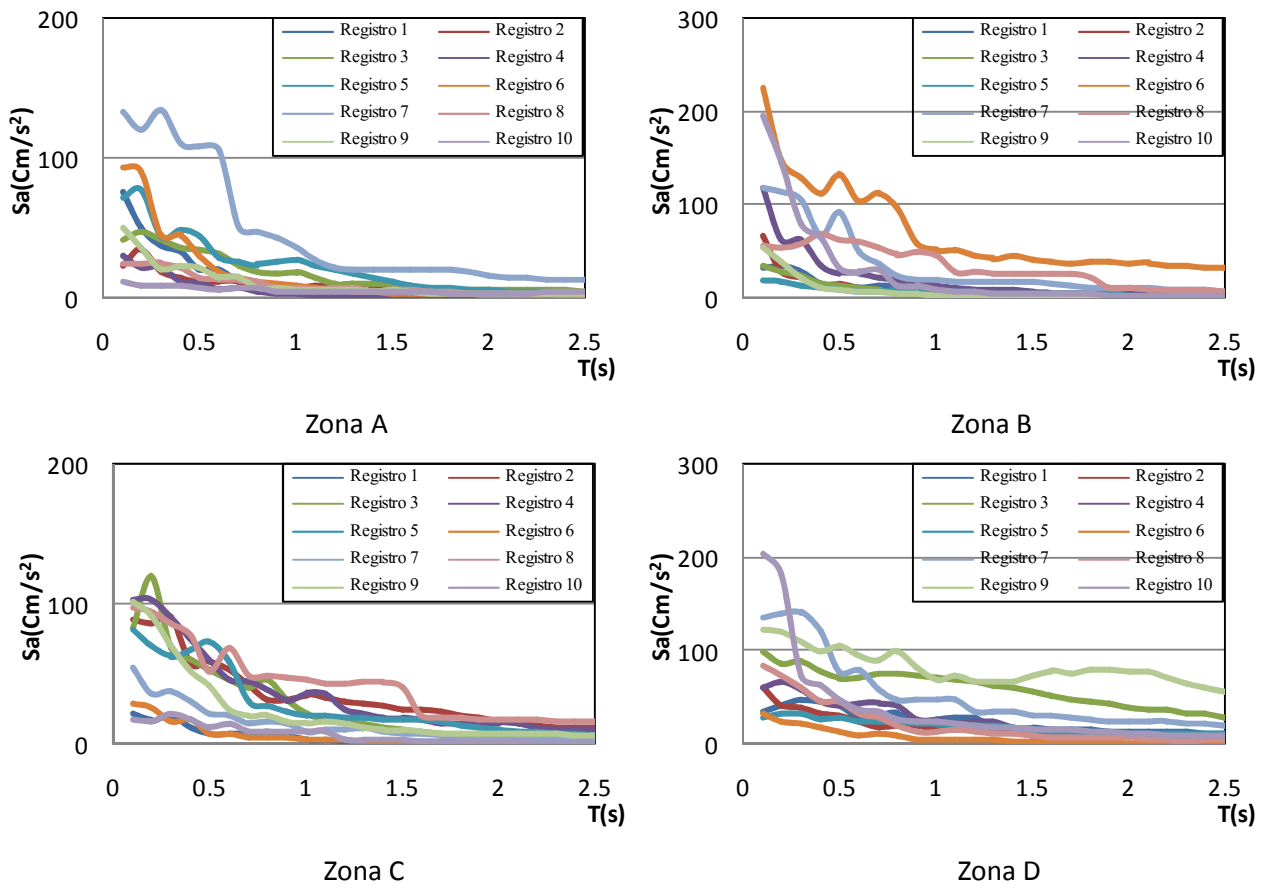 200
100
0
Sa(Cm/s²)
Registro 1 Registro 2
Registro 3 Registro 4
Registro 5 Registro 6
Registro 7 Registro 8
Registro 9 Registro 10
0 0.5 1 1.5 2 2.5
T(s)
Zona A
300
200
100
0
Sa(Cm/s²)
Registro 1 Registro 2
Registro 3 Registro 4
Registro 5 Registro 6
Registro 7 Registro 8
Registro 9 Registro 10
0 0.5 1 1.5 2 2.5
T(s)
Zona B
200
100
0
Sa(Cm/s²)
Registro 1 Registro 2
Registro 3 Registro 4
Registro 5 Registro 6
Registro 7 Registro 8
Registro 9 Registro 10
0 0.5 1 1.5 2 2.5
T(s)
Zona C
300
200
100
0
Sa(Cm/s²)
Registro 1 Registro 2
Registro 3 Registro 4
Registro 5 Registro 6
Registro 7 Registro 8
Registro 9 Registro 10
0 0.5 1 1.5 2 2.5
T(s)
Zona D